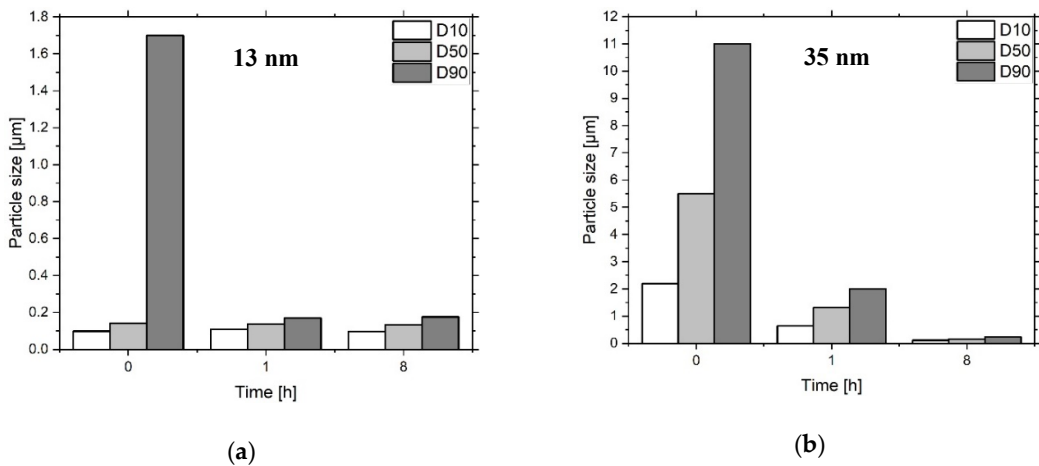 1.8
1.6
1.4
1.2
1.0
0.8
0.6
0.4
0.2
0.0
Particle size [µm]
13 nm
D10
D50
D90
0 1 8
Time [h]
(a)
12
11
10
9
8
7
6
5
4
3
2
1
0
Particle size [µm]
35 nm
D10
D50
D90
0 1 8
Time [h]
(b)